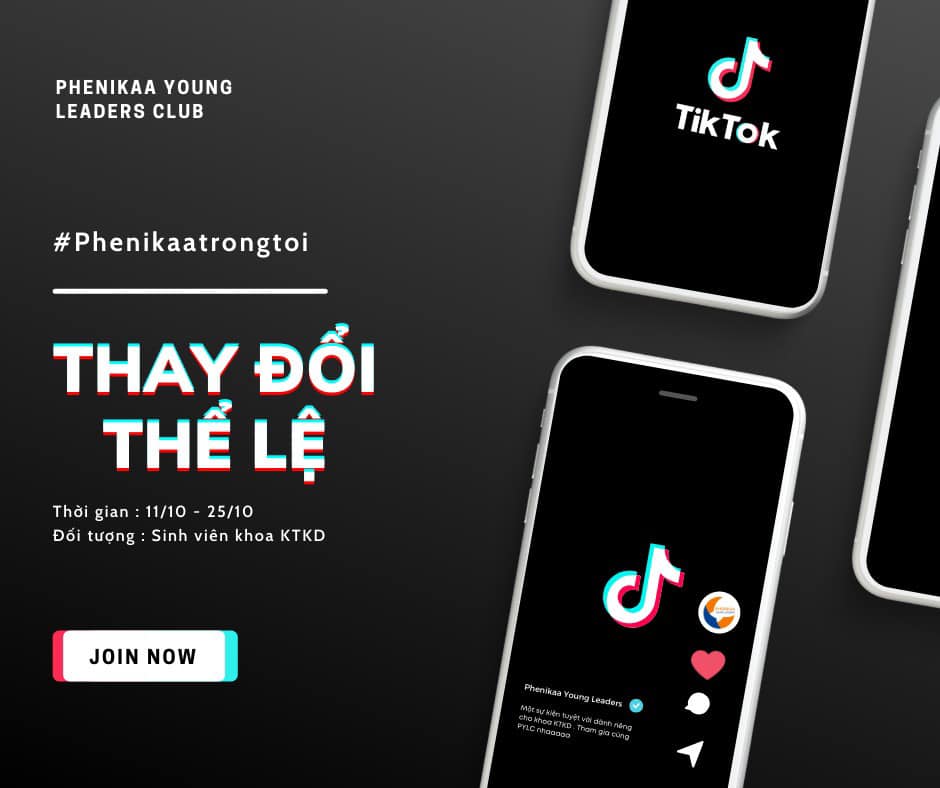 PHENIKAA YOUNG
LEADERS CLUB
#Phenikaatrongtoi
THAY ĐỔI
THỂ LỆ
Thời gian : 11/10 - 25/10
Đối tượng : Sinh viên khoa KTKD
JOIN NOW
TikTok
Phenikaa Young Leaders
Một sự kiện tuyệt vời dành riêng
cho khoa KTKD . Tham gia cùng
PYLC nhaaaaa